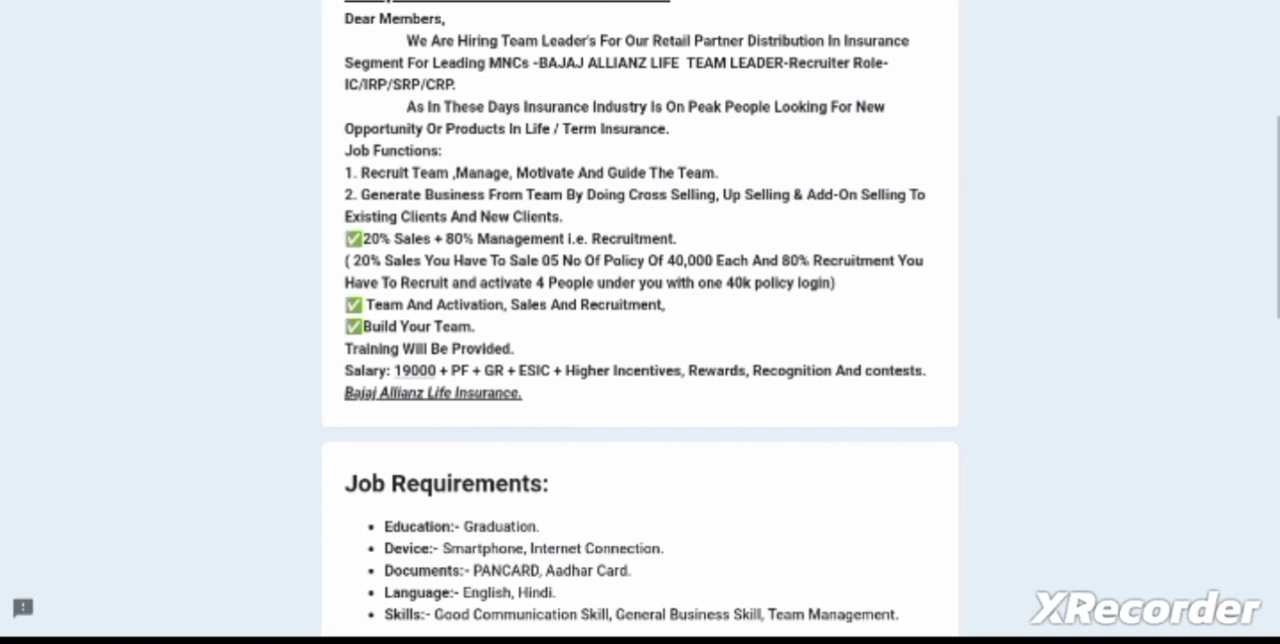 Dear Members,
We Are Hiring Team Leader's For Our Retail Partner Distribution In Insurance
Segment For Leading MNCs -BAJAJ ALLIANZ LIFE TEAM LEADER-Recruiter Role-
IC/IRP/SRP/CRP.
As In These Days Insurance Industry Is On Peak People Looking For New
Opportunity Or Products In Life / Term Insurance.
Job Functions:
1. Recruit Team ,Manage, Motivate And Guide The Team.
2. Generate Business From Team By Doing Cross Selling, Up Selling & Add-On Selling To
Existing Clients And New Clients.
✅20% Sales + 80% Management i.e. Recruitment.
( 20% Sales You Have To Sale 05 No Of Policy Of 40,000 Each And 80% Recruitment You
Have To Recruit and activate 4 People under you with one 40k policy login)
✅ Team And Activation, Sales And Recruitment,
✅Build Your Team.
Training Will Be Provided.
Salary: 19000 + PF + GR + ESIC + Higher Incentives, Rewards, Recognition And contests.
Bajaj Allianz Life Insurance.
Job Requirements:
• Education:- Graduation.
• Device:- Smartphone, Internet Connection.
• Documents:- PANCARD, Aadhar Card.
• Language:- English, Hindi.
• Skills:- Good Communication Skill, General Business Skill, Team Management.
XRecorder